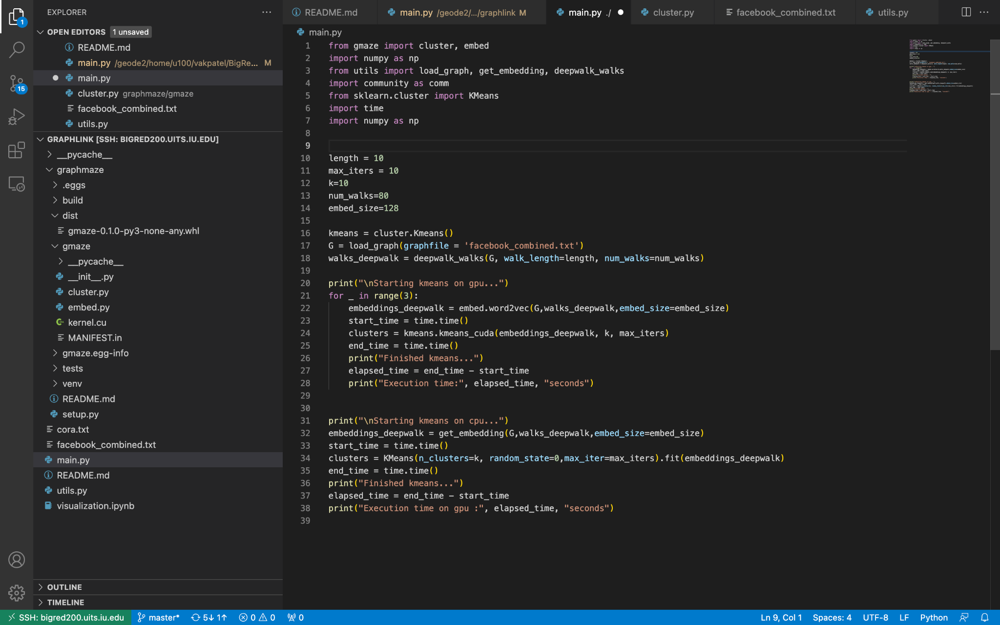 EXPLORER
OPEN EDITORS 1 unsaved
README.md
main.py /geode2/home/u100/vakpatel/BigRe... M
main.py
cluster.py graphmaze/gmaze
facebook_combined.txt
utils.py
GRAPHLINK [SSH: BIGRED200.UITS.IU.EDU]
__pycache__
graphmaze
.eggs
build
dist
gmaze-0.1.0-py3-none-any.whl
gmaze
__pycache__
__init__.py
cluster.py
embed.py
kernel.cu
MANIFEST.in
gmaze.egg-info
tests
venv
README.md
setup.py
cora.txt
facebook_combined.txt
main.py
README.md
utils.py
visualization.ipynb
OUTLINE
TIMELINE
1
15
README.md main.py /geode2/.../graphlink M main.py ./ cluster.py facebook_combined.txt utils.py
main.py
1 from gmaze import cluster, embed
2 import numpy as np
3 from utils import load_graph, get_embedding, deepwalk_walks
4 import community as comm
5 from sklearn.cluster import KMeans
6 import time
7 import numpy as np
8
9
10 length = 10
11 max_iters = 10
12 k=10
13 num_walks=80
14 embed_size=128
15
16 kmeans = cluster.Kmeans()
17 G = load_graph(graphfile = 'facebook_combined.txt')
18 walks_deepwalk = deepwalk_walks(G, walk_length=length, num_walks=num_walks)
19
20 print("\nStarting kmeans on gpu...")
21 for _ in range(3):
22 embeddings_deepwalk = embed.word2vec(G,walks_deepwalk,embed_size=embed_size)
23 start_time = time.time()
24 clusters = kmeans.kmeans_cuda(embeddings_deepwalk, k, max_iters)
25 end_time = time.time()
26 print("Finished kmeans...")
27 elapsed_time = end_time - start_time
28 print("Execution time:", elapsed_time, "seconds")
29
30
31 print("\nStarting kmeans on cpu...")
32 embeddings_deepwalk = get_embedding(G,walks_deepwalk,embed_size=embed_size)
33 start_time = time.time()
34 clusters = KMeans(n_clusters=k, random_state=0,max_iter=max_iters).fit(embeddings_deepwalk)
35 end_time = time.time()
36 print("Finished kmeans...")
37 elapsed_time = end_time - start_time
38 print("Execution time on gpu :", elapsed_time, "seconds")
39
SSH: bigred200.uits.iu.edu master* 5↓ 1↑ 0 0 0 Ln 9, Col 1 Spaces: 4 UTF-8 LF Python